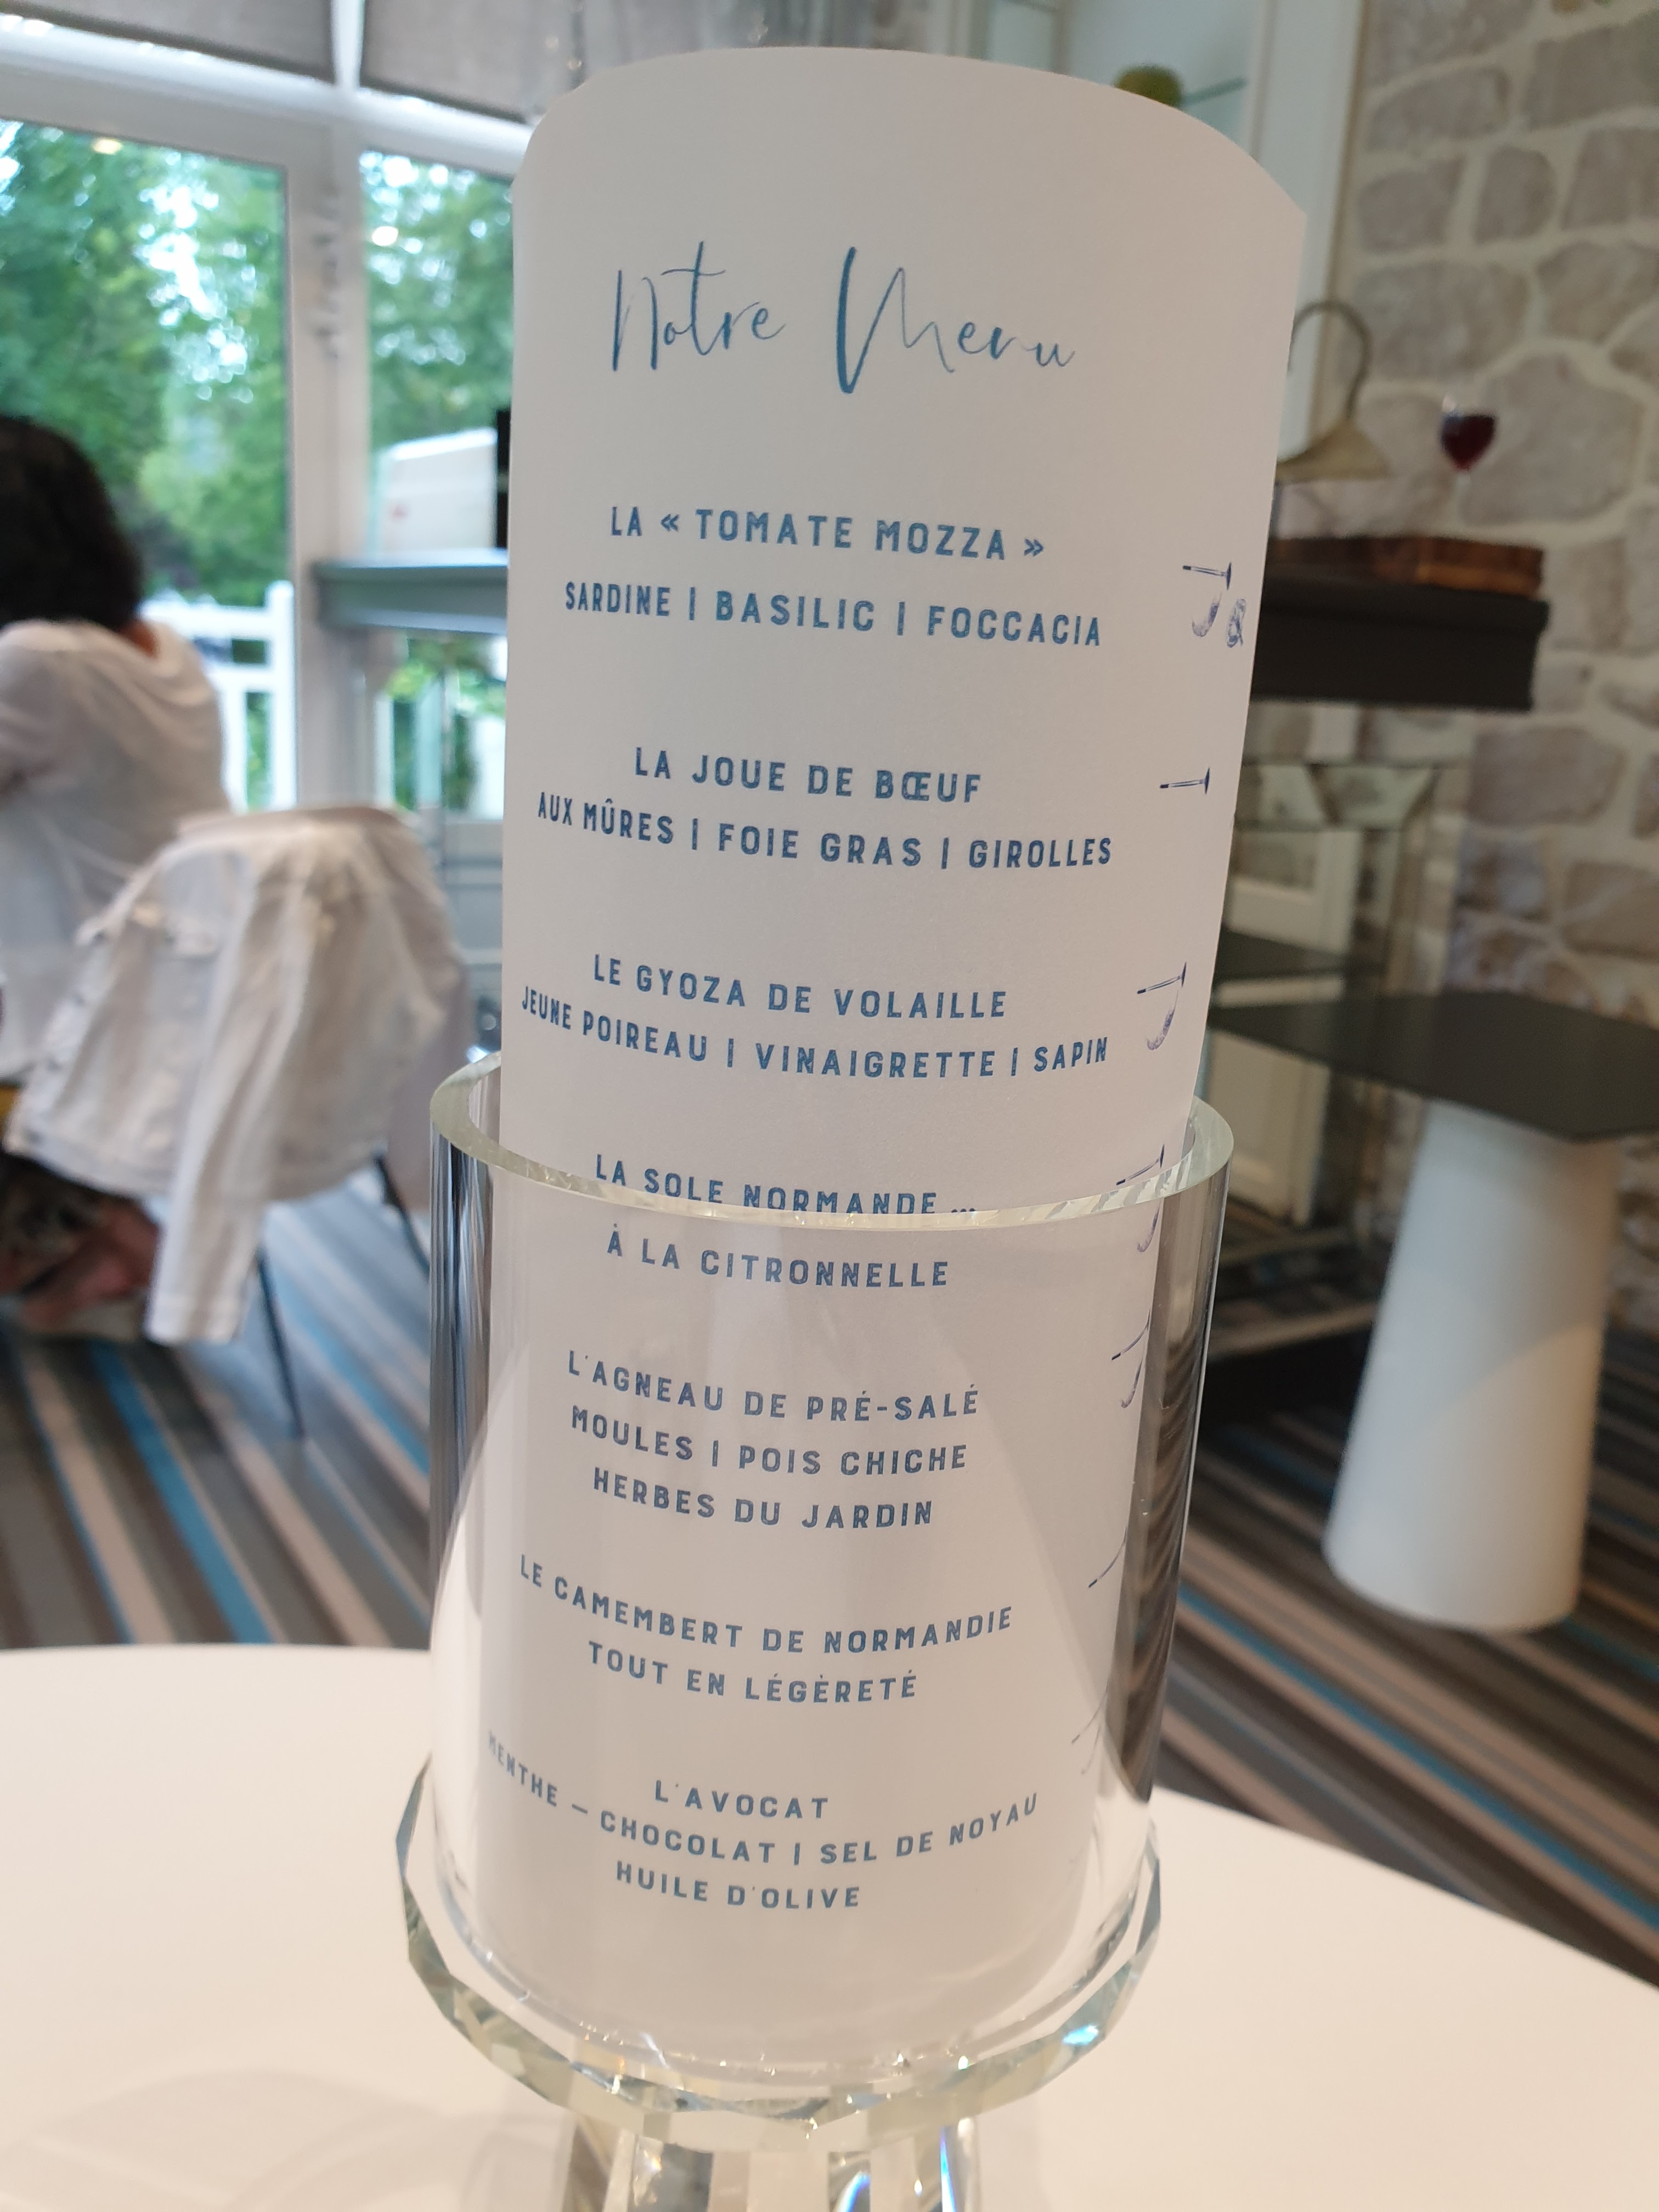 Notre Menu
LA « TOMATE MOZZA »
SARDINE | BASILIC | FOCCACIA
LA JOUE DE BŒUF
AUX MÛRES | FOIE GRAS | GIROLLES
LE GYOZA DE VOLAILLE
JEUNE POIREAU | VINAIGRETTE | SAPIN
LA SOLE NORMANDE ...
À LA CITRONNELLE
L'AGNEAU DE PRÉ-SALÉ
MOULES | POIS CHICHE
HERBES DU JARDIN
LE CAMEMBERT DE NORMANDIE
TOUT EN LÉGÈRETÉ
L'AVOCAT
MENTHE – CHOCOLAT | SEL DE NOYAU
HUILE D'OLIVE